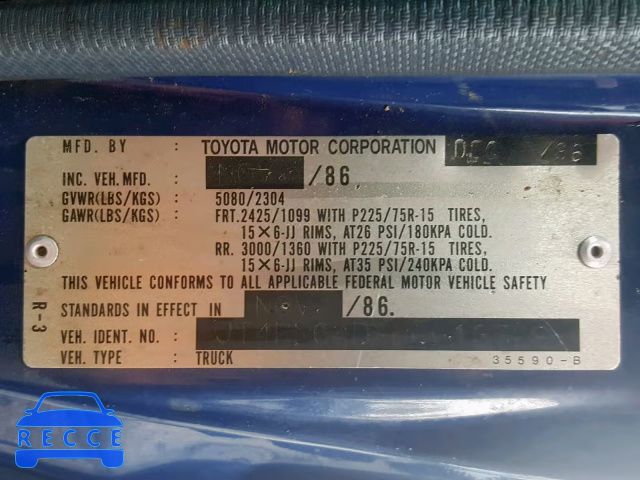 MFD. BY : TOYOTA MOTOR CORPORATION DEC /86
INC. VEH.MFD. : /86
GVWR(LBS/KGS) : 5080/2304
GAWR(LBS/KGS) : FRT. 2425/1099 WITH P225/75R-15 TIRES,
15×6-JJ RIMS, AT26 PSI/180KPA COLD.
RR. 3000/1360 WITH P225/75R-15 TIRES,
15×6-JJ RIMS, AT35 PSI/240KPA COLD.
THIS VEHICLE CONFORMS TO ALL APPLICABLE FEDERAL MOTOR VEHICLE SAFETY
STANDARDS IN EFFECT IN /86.
VEH. IDENT. NO. :
VEH. TYPE : TRUCK 35590-B
R-3
RECCE